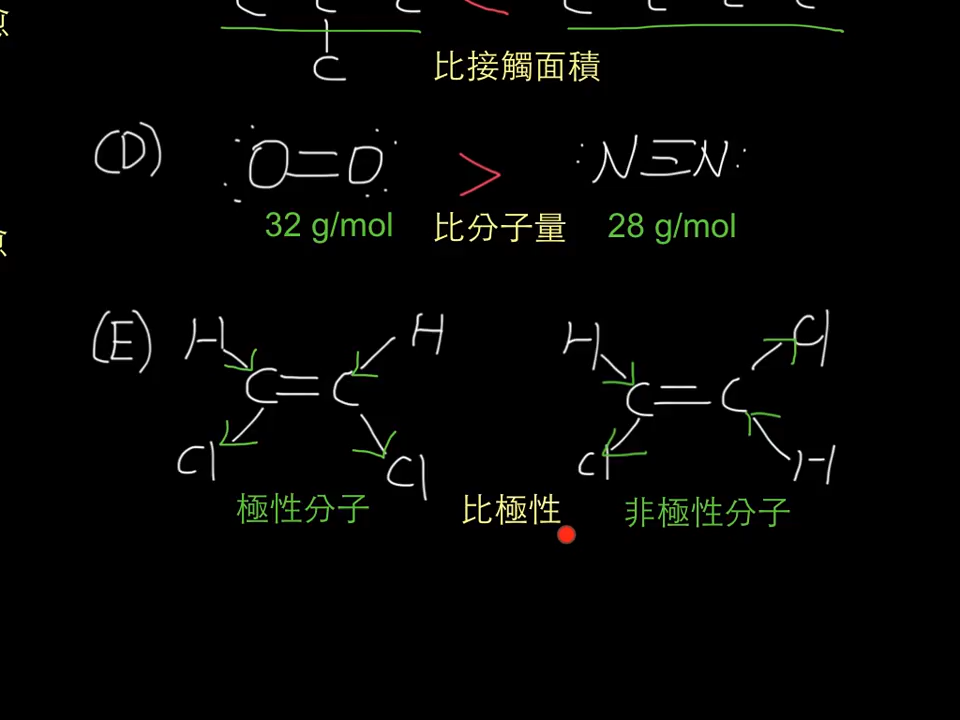 C
比接觸面積
(D) O=O > N≡N
32 g/mol 比分子量 28 g/mol
(E) H H H Cl
C=C C=C
Cl Cl Cl H
極性分子 比極性 非極性分子